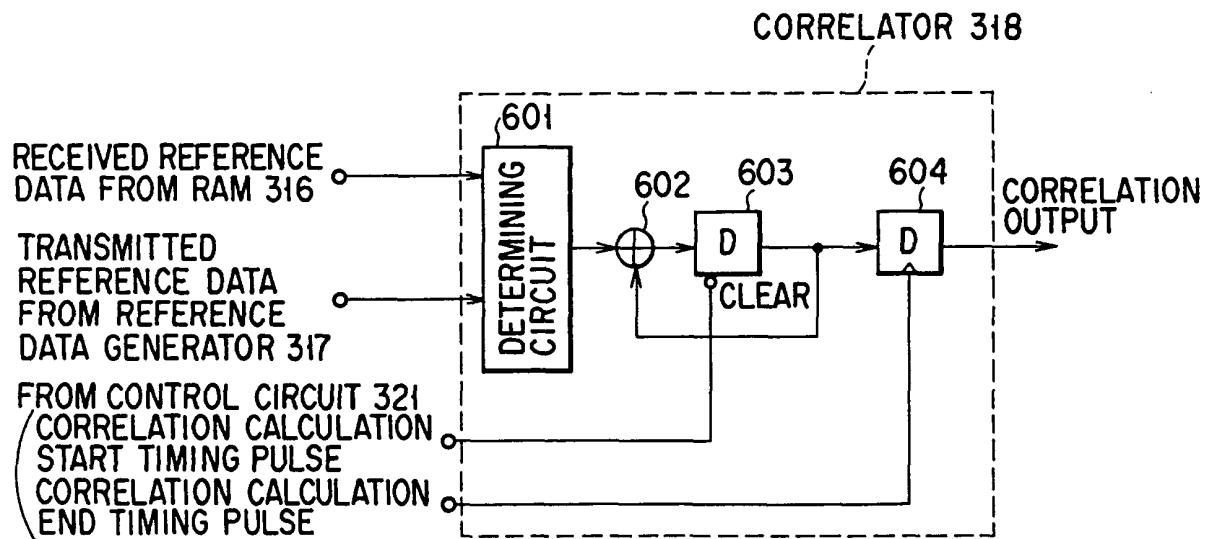 CORRELATOR 318
601
RECEIVED REFERENCE
DATA FROM RAM 316
DETERMINING
CIRCUIT
602
603
604
D
D
CORRELATION
OUTPUT
CLEAR
TRANSMITTED
REFERENCE DATA
FROM REFERENCE
DATA GENERATOR 317
FROM CONTROL CIRCUIT 321
CORRELATION CALCULATION
START TIMING PULSE
CORRELATION CALCULATION
END TIMING PULSE